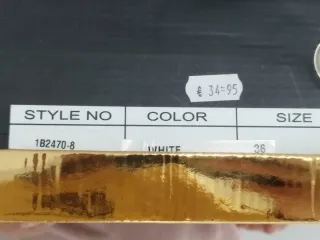 € 34.95
STYLE NO COLOR SIZE
1B2470-8 WHITE 36